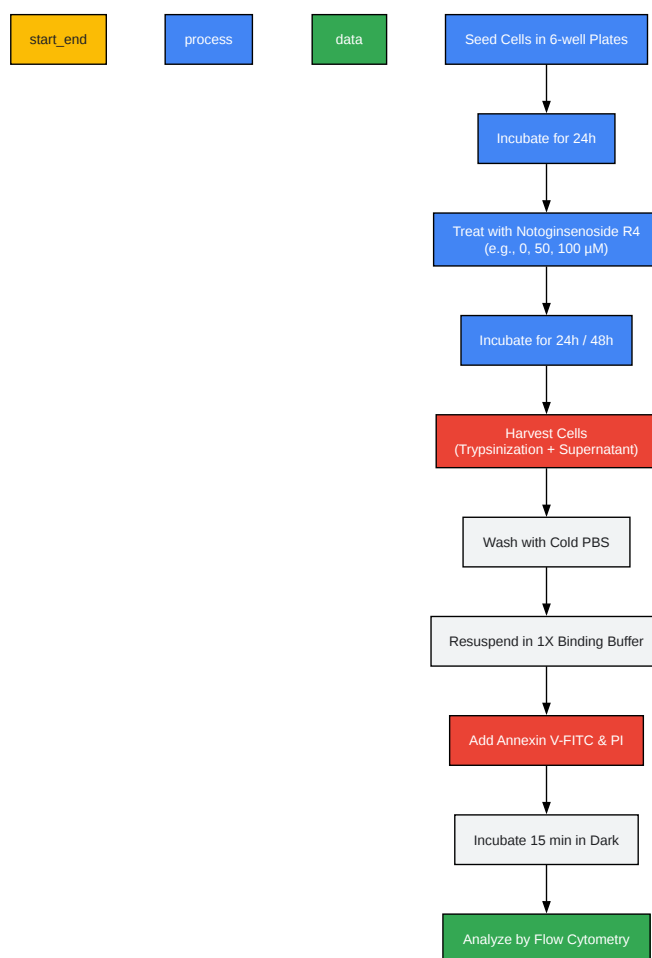 start_end
process
data
Seed Cells in 6-well Plates
Incubate for 24h
Treat with Notoginsenoside R4
(e.g., 0, 50, 100 µM)
Incubate for 24h / 48h
Harvest Cells
(Trypsinization + Supernatant)
Wash with Cold PBS
Resuspend in 1X Binding Buffer
Add Annexin V-FITC & PI
Incubate 15 min in Dark
Analyze by Flow Cytometry